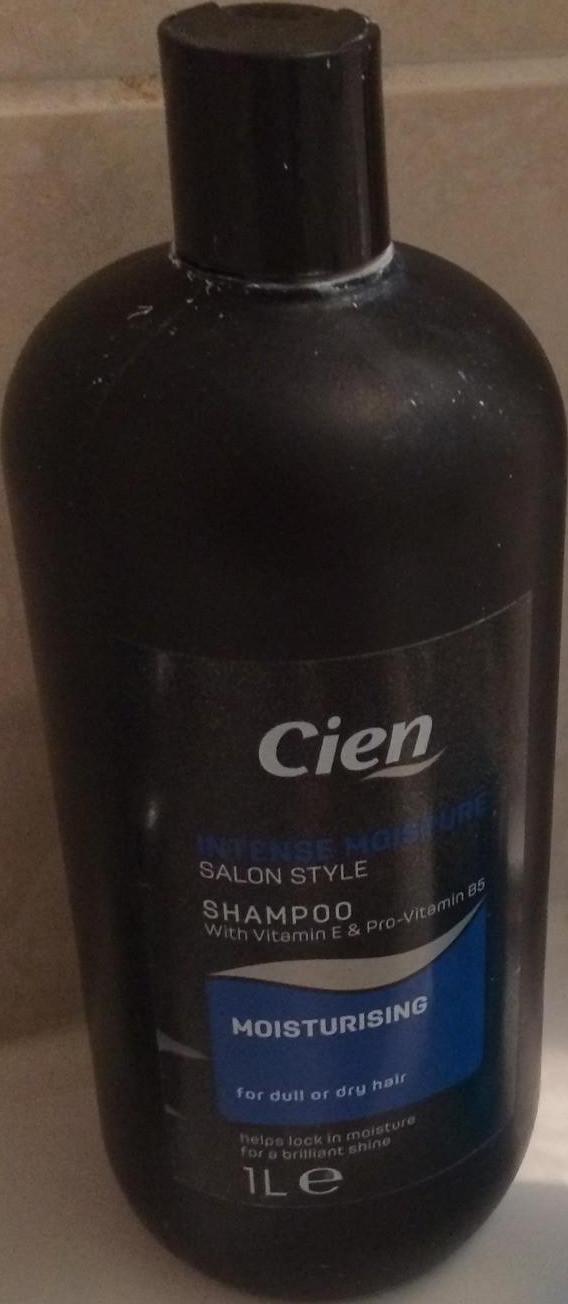 Cien
INTENSE MOISTURE
SALON STYLE
SHAMPOO
With Vitamin E & Pro-Vitamin B5
MOISTURISING
for dull or dry hair
helps lock in moisture
for a brilliant shine
1L e